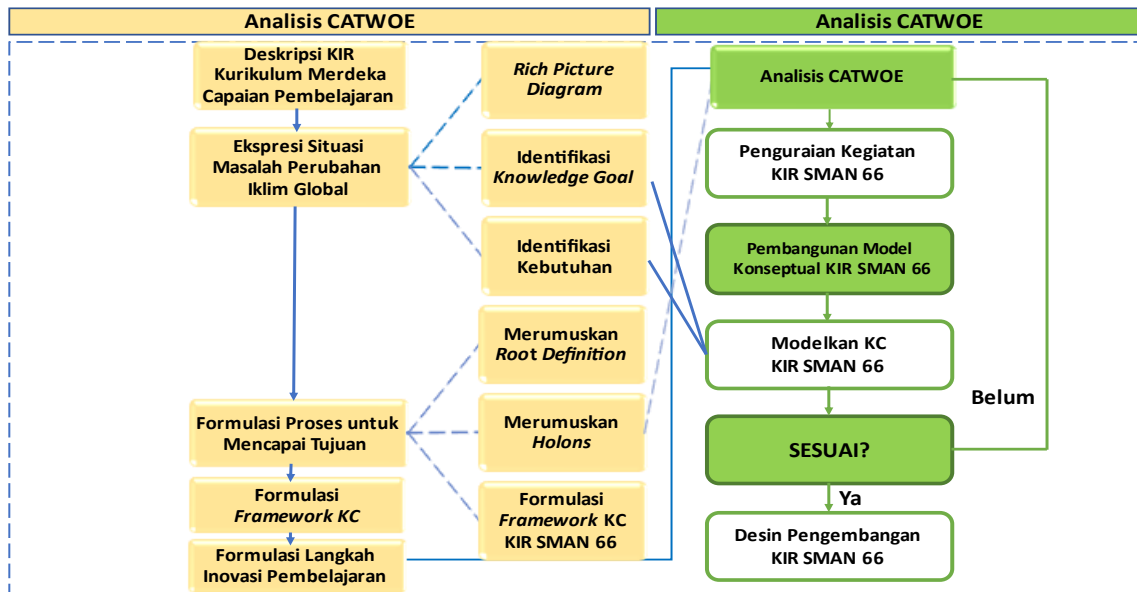 Analisis CATWOE
Analisis CATWOE
Deskripsi KIR
Kurikulum Merdeka
Capaian Pembelajaran
Ekspresi Situasi
Masalah Perubahan
Iklim Global
Formulasi Proses untuk
Mencapai Tujuan
Formulasi
Framework KC
Formulasi Langkah
Inovasi Pembelajaran
Rich Picture
Diagram
Identifikasi
Knowledge Goal
Identifikasi
Kebutuhan
Merumuskan
Root Definition
Merumuskan
Holons
Formulasi
Framework KC
KIR SMAN 66
Analisis CATWOE
Penguraian Kegiatan
KIR SMAN 66
Pembangunan Model
Konseptual KIR SMAN 66
Modelkan KC
KIR SMAN 66
Belum
SESUAI?
Ya
Desin Pengembangan
KIR SMAN 66